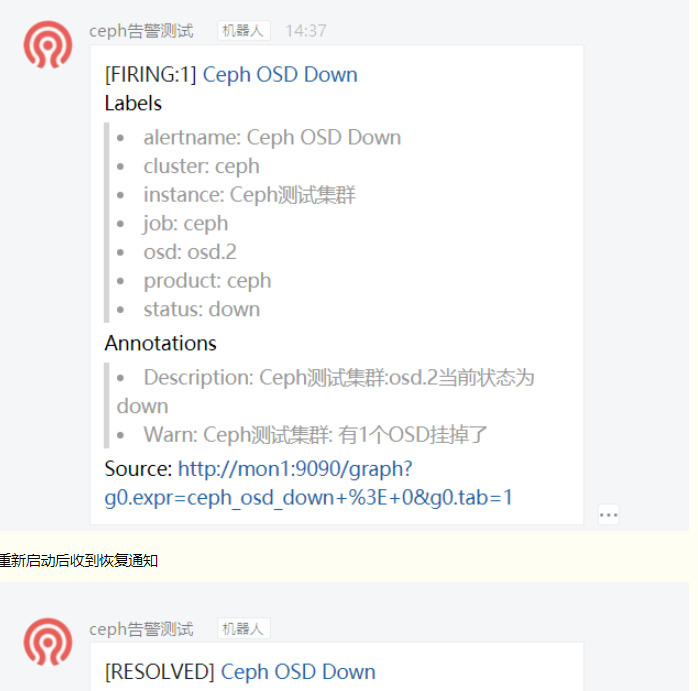 ceph告警测试 机器人 14:37
[FIRING:1] Ceph OSD Down
Labels
• alertname: Ceph OSD Down
• cluster: ceph
• instance: Ceph测试集群
• job: ceph
• osd: osd.2
• product: ceph
• status: down
Annotations
• Description: Ceph测试集群:osd.2当前状态为
down
• Warn: Ceph测试集群: 有1个OSD挂掉了
Source: http://mon1:9090/graph?
g0.expr=ceph_osd_down+%3E+0&g0.tab=1
重新启动后收到恢复通知
ceph告警测试 机器人
[RESOLVED] Ceph OSD Down